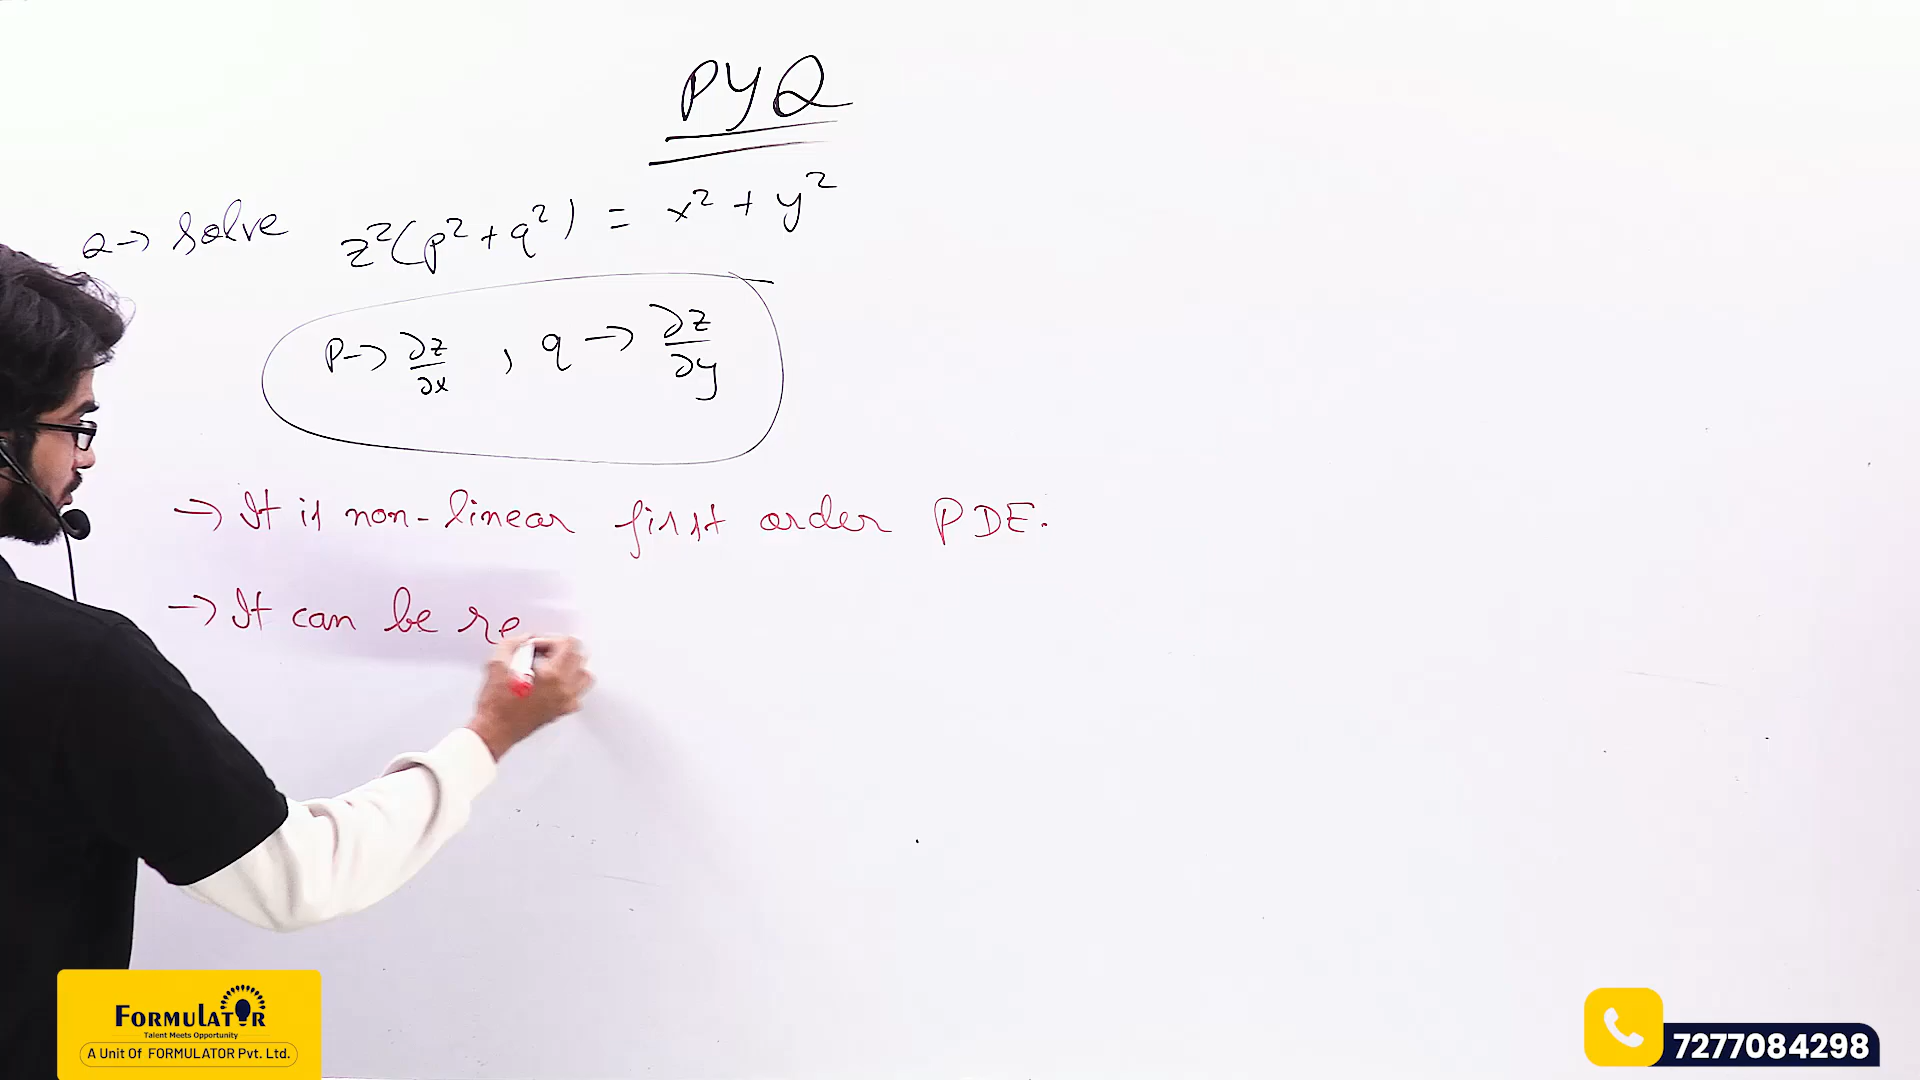 PYQ
Q→ Solve z²(p²+q²) = x² + y²
P→ ∂z/∂x , q → ∂z/∂y
→ It is non-linear first order PDE.
→ It can be re
FORMULATOR
Talent Meets Opportunity
A Unit Of FORMULATOR Pvt. Ltd.
7277084298